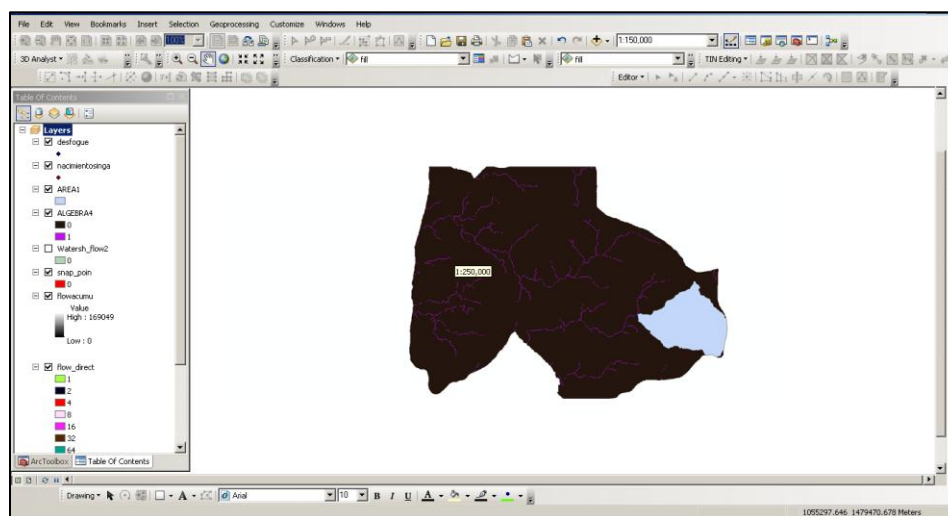 File Edit View Bookmarks Insert Selection Geoprocessing Customize Windows Help
100% 1:150,000
3D Analyst Classification fill fill TIN Editing
Editor
Table Of Contents
Layers
desfogue
nacimientosinga
AREA1
ALGEBRA4
0
1
Watersh_flow2
0
snap_poin
0
flowacumu
Value
High : 169049
Low : 0
flow_direct
1
2
4
8
16
32
64
1:250,000
ArcToolbox Table Of Contents
Drawing A Arial 10 B I U A
1055297.646 1479470.678 Meters